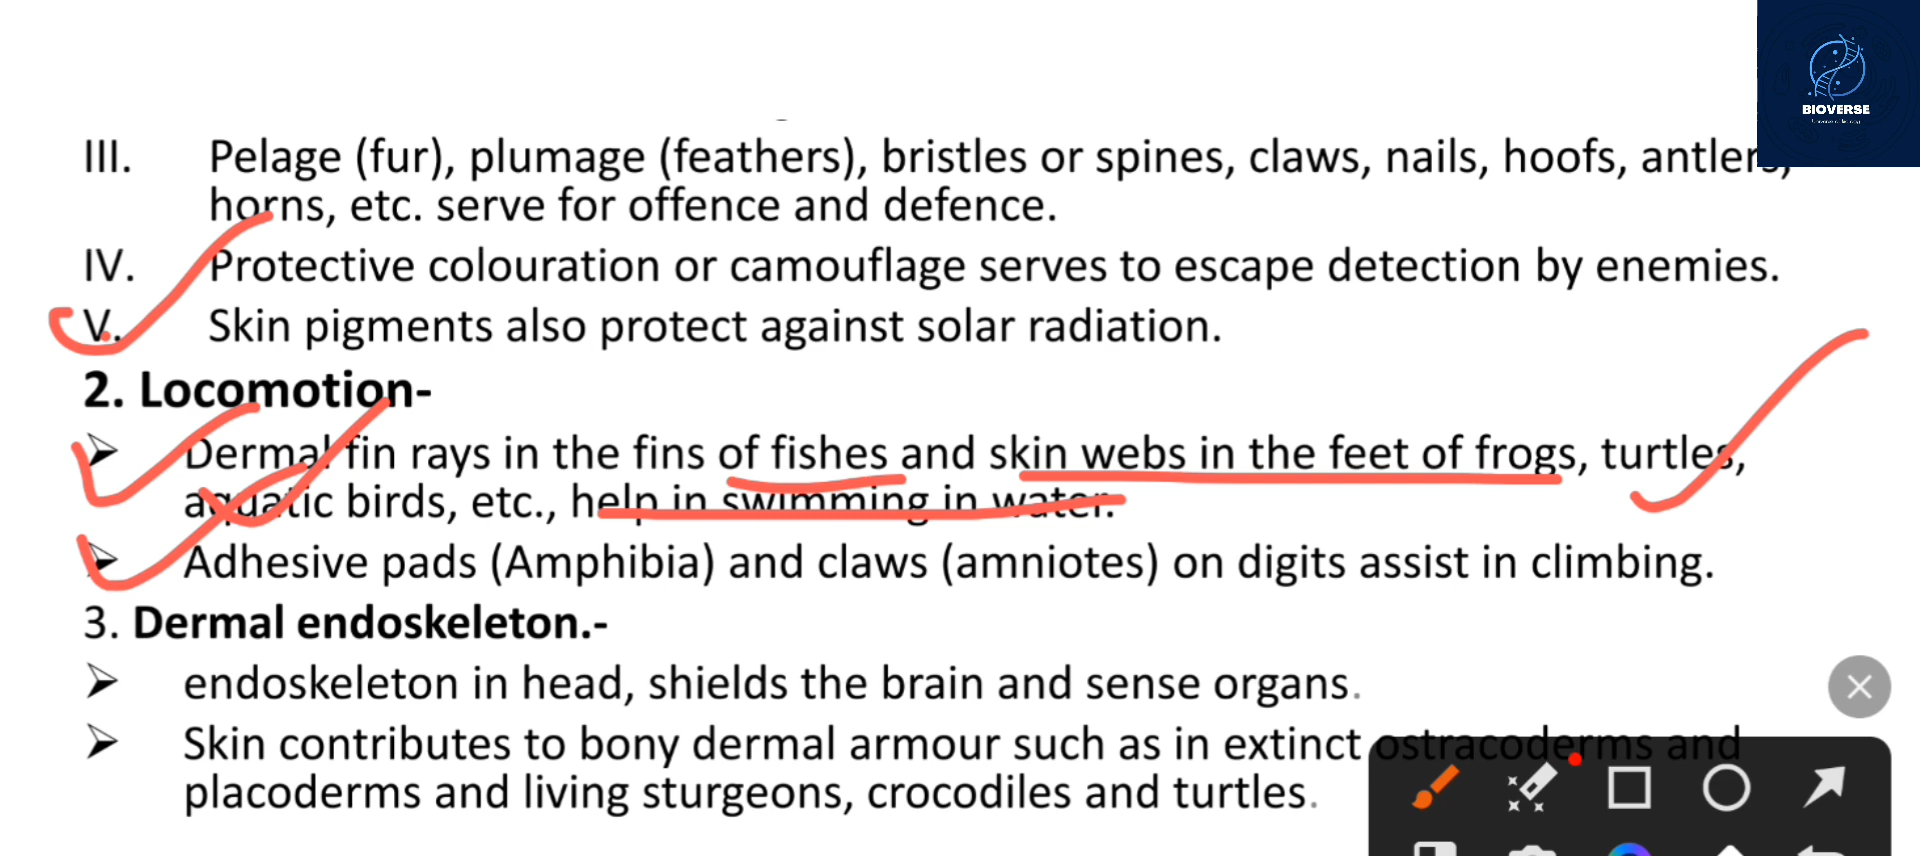 BIOVERSE
III. Pelage (fur), plumage (feathers), bristles or spines, claws, nails, hoofs, antlers,
horns, etc. serve for offence and defence.
IV. Protective colouration or camouflage serves to escape detection by enemies.
V. Skin pigments also protect against solar radiation.
2. Locomotion-
➢ Dermal fin rays in the fins of fishes and skin webs in the feet of frogs, turtles,
aquatic birds, etc., help in swimming in water.
➢ Adhesive pads (Amphibia) and claws (amniotes) on digits assist in climbing.
3. Dermal endoskeleton.-
➢ endoskeleton in head, shields the brain and sense organs.
➢ Skin contributes to bony dermal armour such as in extinct ostracoderms and
placoderms and living sturgeons, crocodiles and turtles.